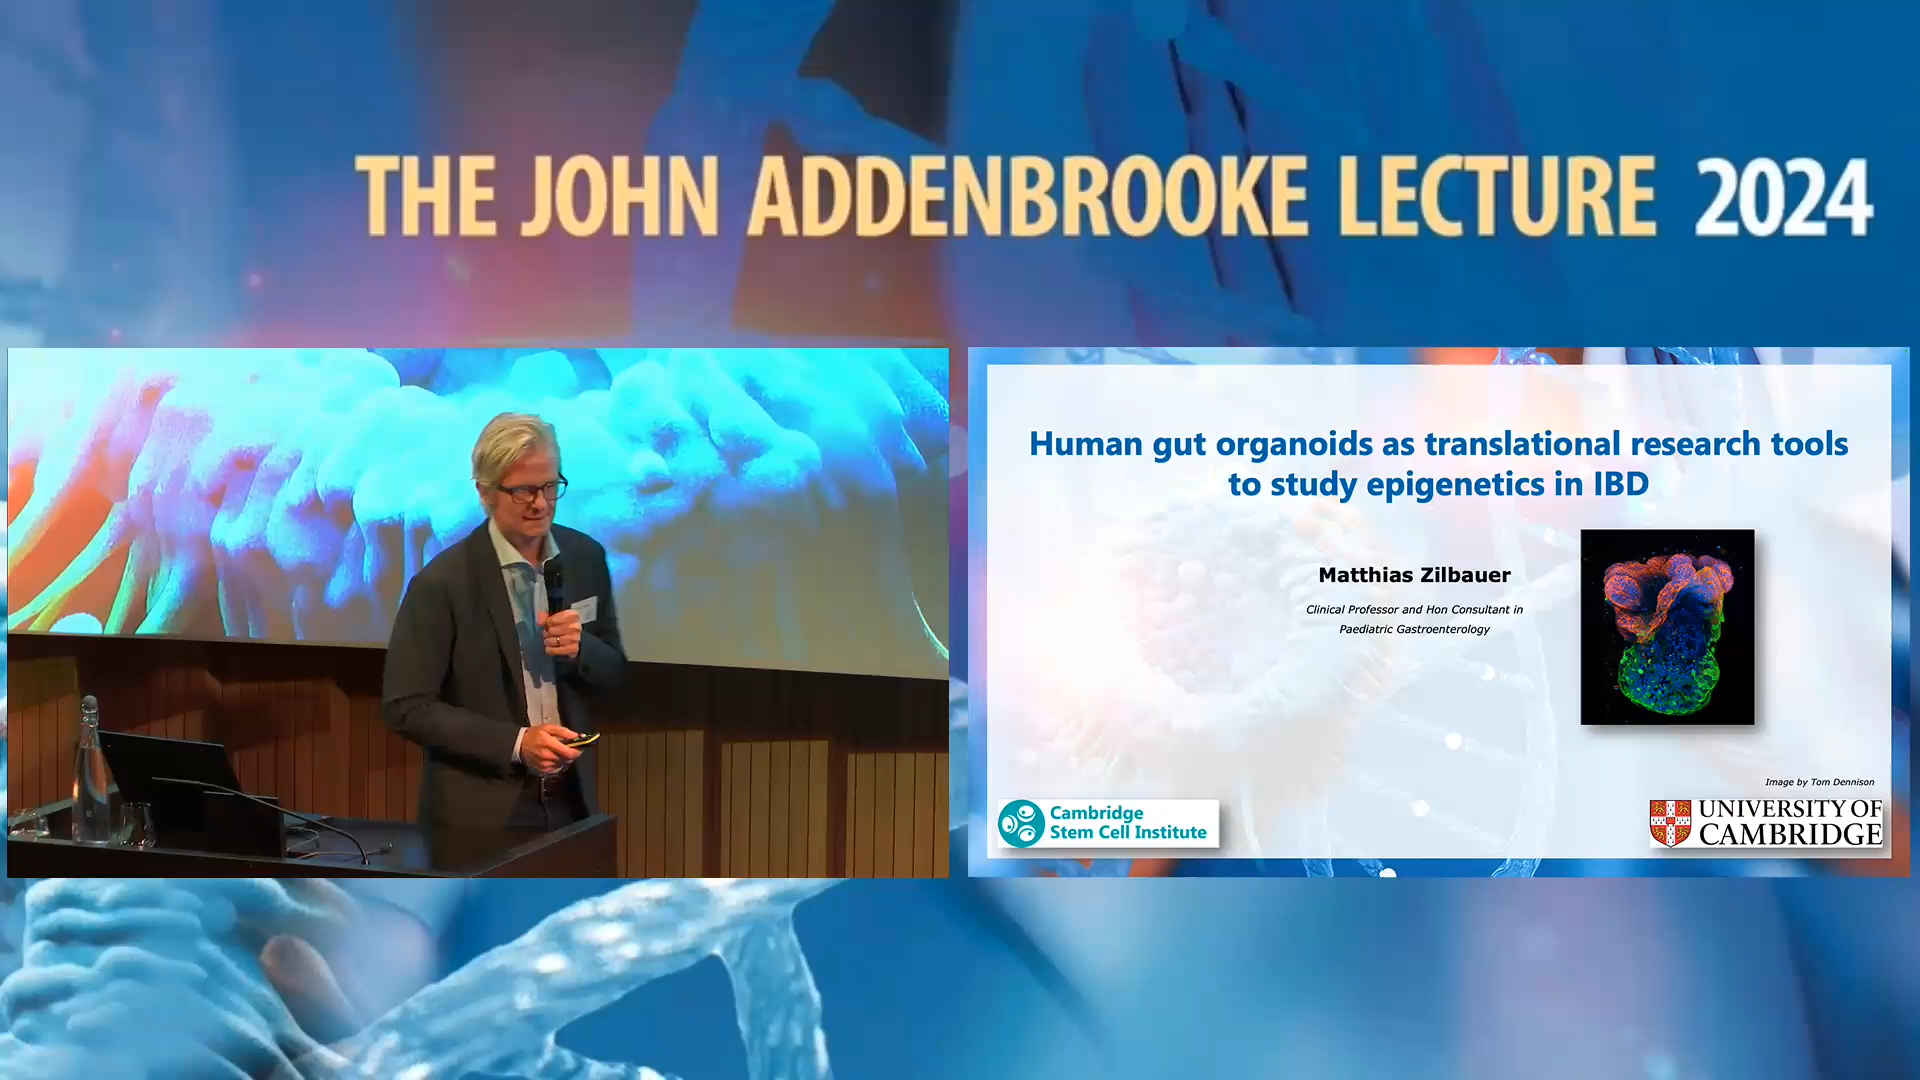 THE JOHN ADDENBROOKE LECTURE 2024
Human gut organoids as translational research tools
to study epigenetics in IBD
Matthias Zilbauer
Clinical Professor and Hon Consultant in
Paediatric Gastroenterology
Image by Tom Dennison
Cambridge
Stem Cell Institute
UNIVERSITY OF
CAMBRIDGE